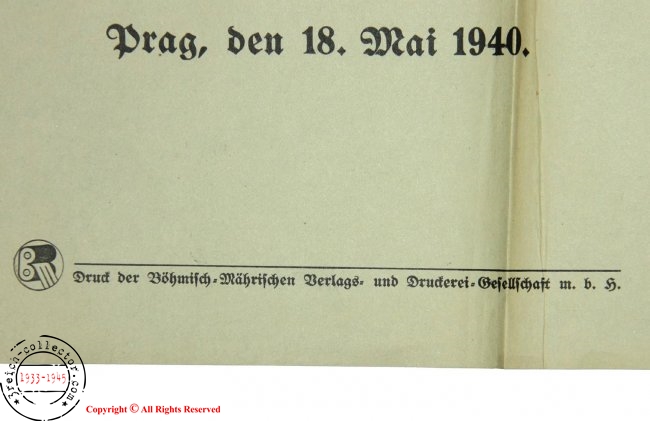 Prag, den 18. Mai 1940.
Druck der Böhmisch-Mährischen Verlags- und Druckerei-Gesellschaft m. b. H.
3reich-collector.com
1933-1945
Copyright © All Rights Reserved